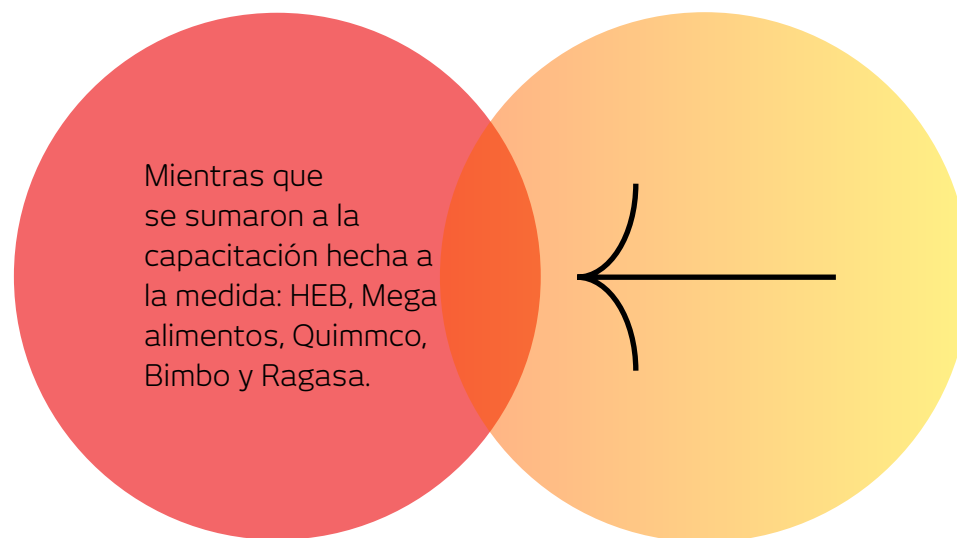 Mientras que
se sumaron a la
capacitación hecha a
la medida: HEB, Mega
alimentos, Quimmco,
Bimbo y Ragasa.